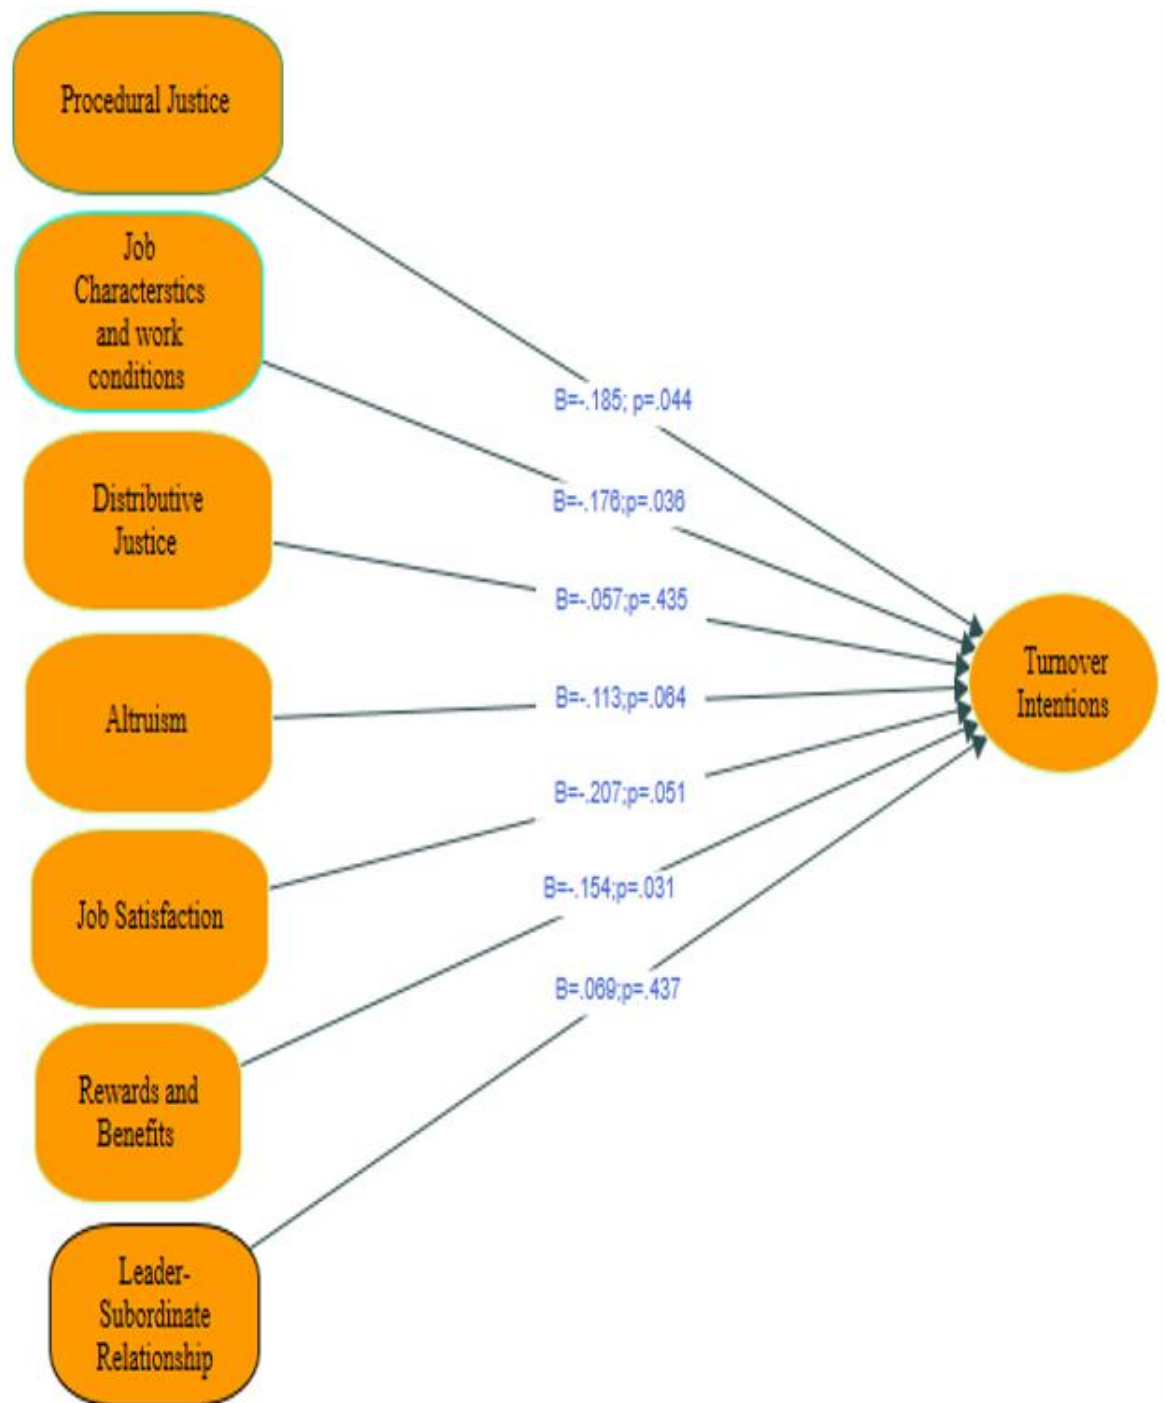 Procedural Justice
Job
Characterstics
and work
conditions
B=-.185; p=.044
B=-.176;p=.036
Distributive
Justice
B=-.057;p=.435
Turnover
Intentions
Altruism
B=-.113;p=.064
B=-.207;p=.051
Job Satisfaction
B=-.154;p=.031
B=.069;p=.437
Rewards and
Benefits
Leader-
Subordinate
Relationship